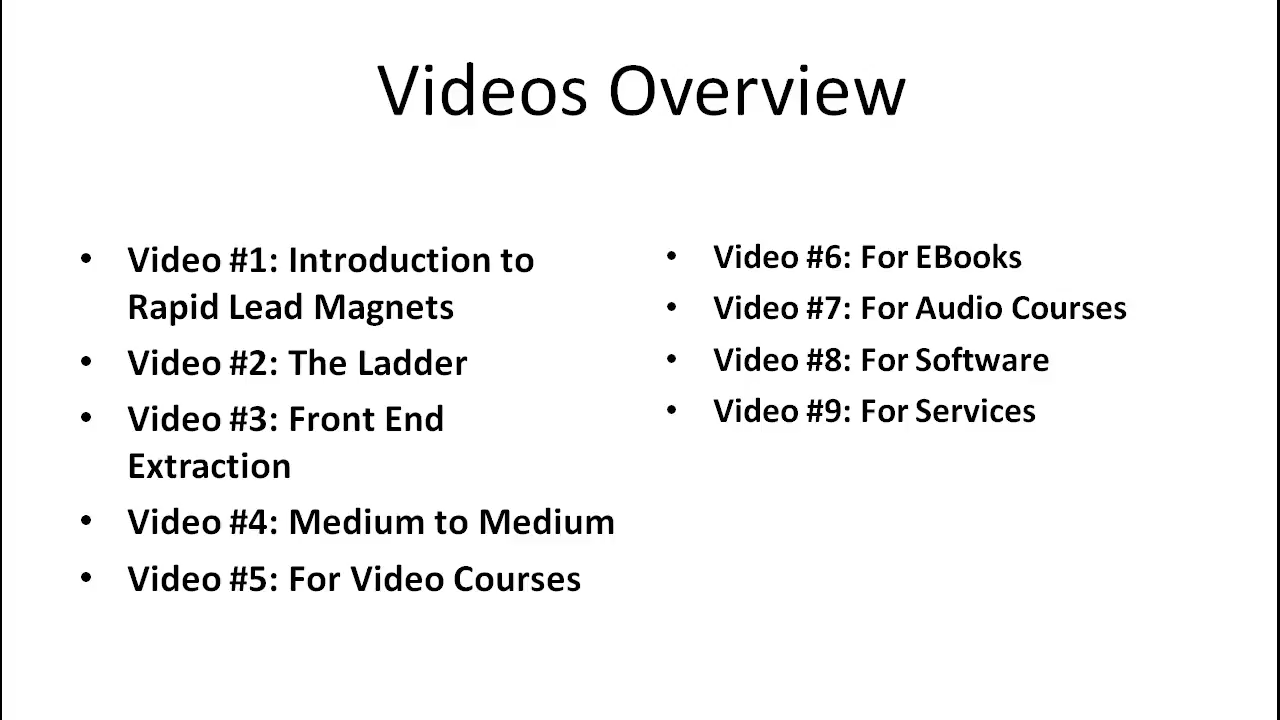 Videos Overview
• Video #1: Introduction to
Rapid Lead Magnets
• Video #2: The Ladder
• Video #3: Front End
Extraction
• Video #4: Medium to Medium
• Video #5: For Video Courses
• Video #6: For EBooks
• Video #7: For Audio Courses
• Video #8: For Software
• Video #9: For Services